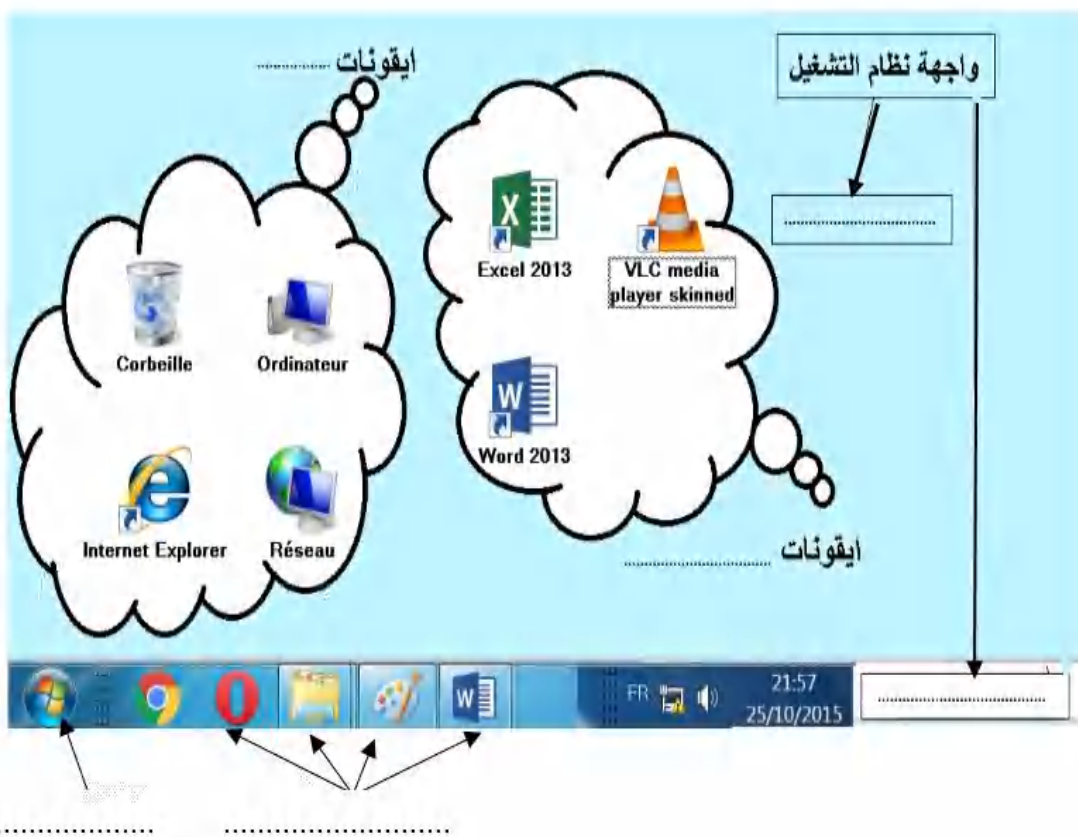 ايقونات ..............
واجهة نظام التشغيل
......................................
Excel 2013
VLC media
player skinned
Corbeille
Ordinateur
Word 2013
Internet Explorer
Réseau
ايقونات ..............................
FR
21:57
25/10/2015
......................................
..................
..........................